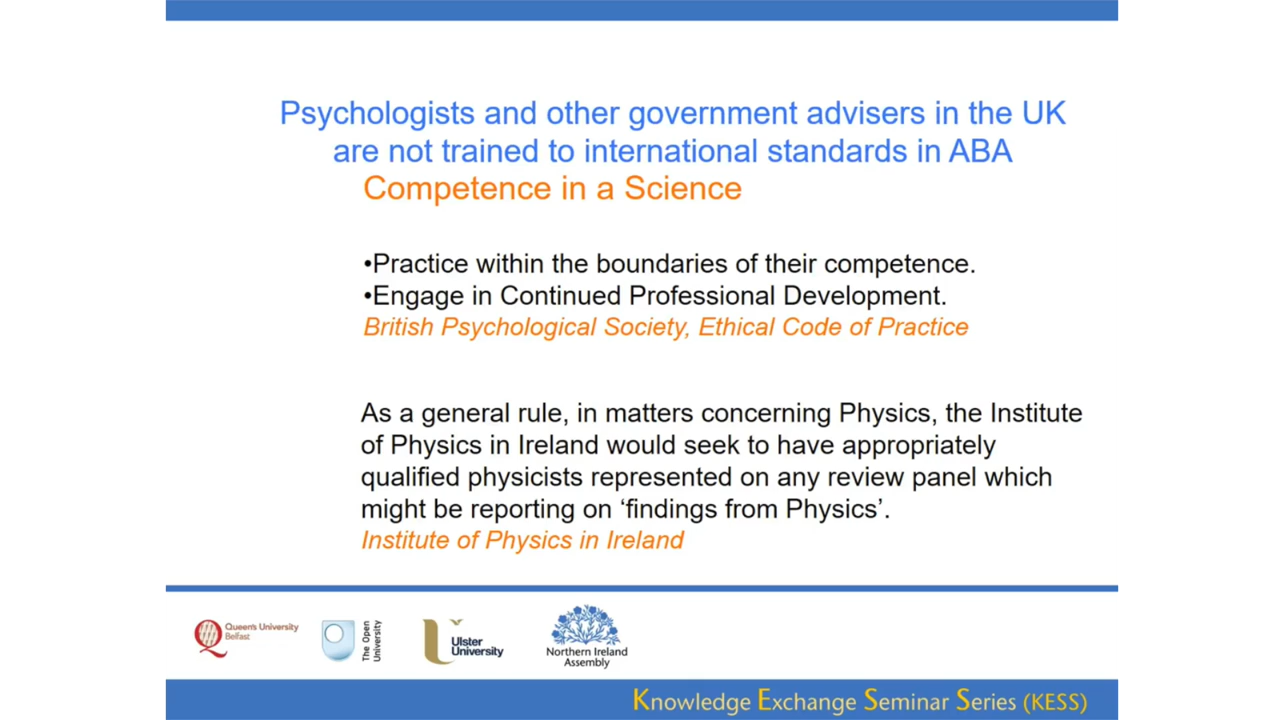 Psychologists and other government advisers in the UK
are not trained to international standards in ABA
Competence in a Science
•Practice within the boundaries of their competence.
•Engage in Continued Professional Development.
British Psychological Society, Ethical Code of Practice
As a general rule, in matters concerning Physics, the Institute
of Physics in Ireland would seek to have appropriately
qualified physicists represented on any review panel which
might be reporting on ‘findings from Physics’.
Institute of Physics in Ireland
Queen's University
Belfast
The Open
University
Ulster
University
Northern Ireland
Assembly
Knowledge Exchange Seminar Series (KESS)